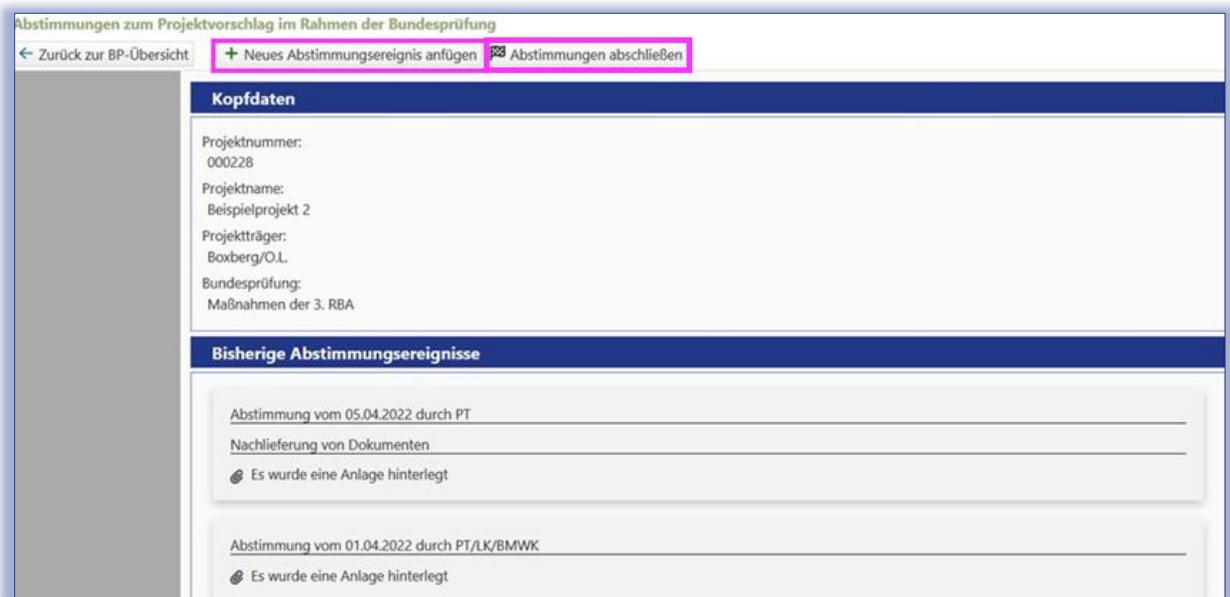 Abstimmungen zum Projektvorschlag im Rahmen der Bundesprüfung
← Zurück zur BP-Übersicht + Neues Abstimmungsereignis anfügen Abstimmungen abschließen
Kopfdaten
Projektnummer:
000228
Projektname:
Beispielprojekt 2
Projektträger:
Boxberg/O.L.
Bundesprüfung:
Maßnahmen der 3. RBA
Bisherige Abstimmungsereignisse
Abstimmung vom 05.04.2022 durch PT
Nachlieferung von Dokumenten
Es wurde eine Anlage hinterlegt
Abstimmung vom 01.04.2022 durch PT/LK/BMWK
Es wurde eine Anlage hinterlegt